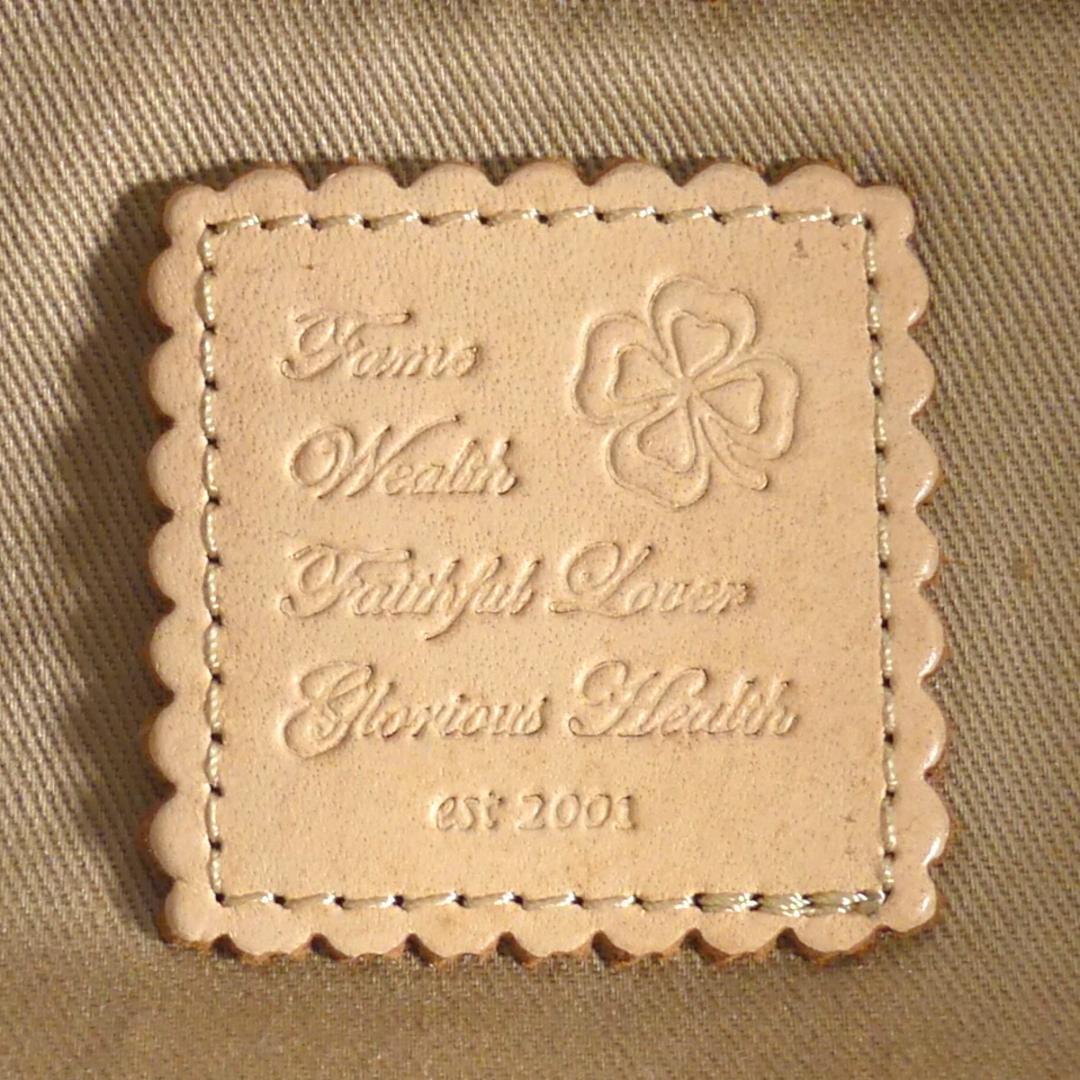 Fame
Wealth
Faithful Lover
Glorious Health
est 2001